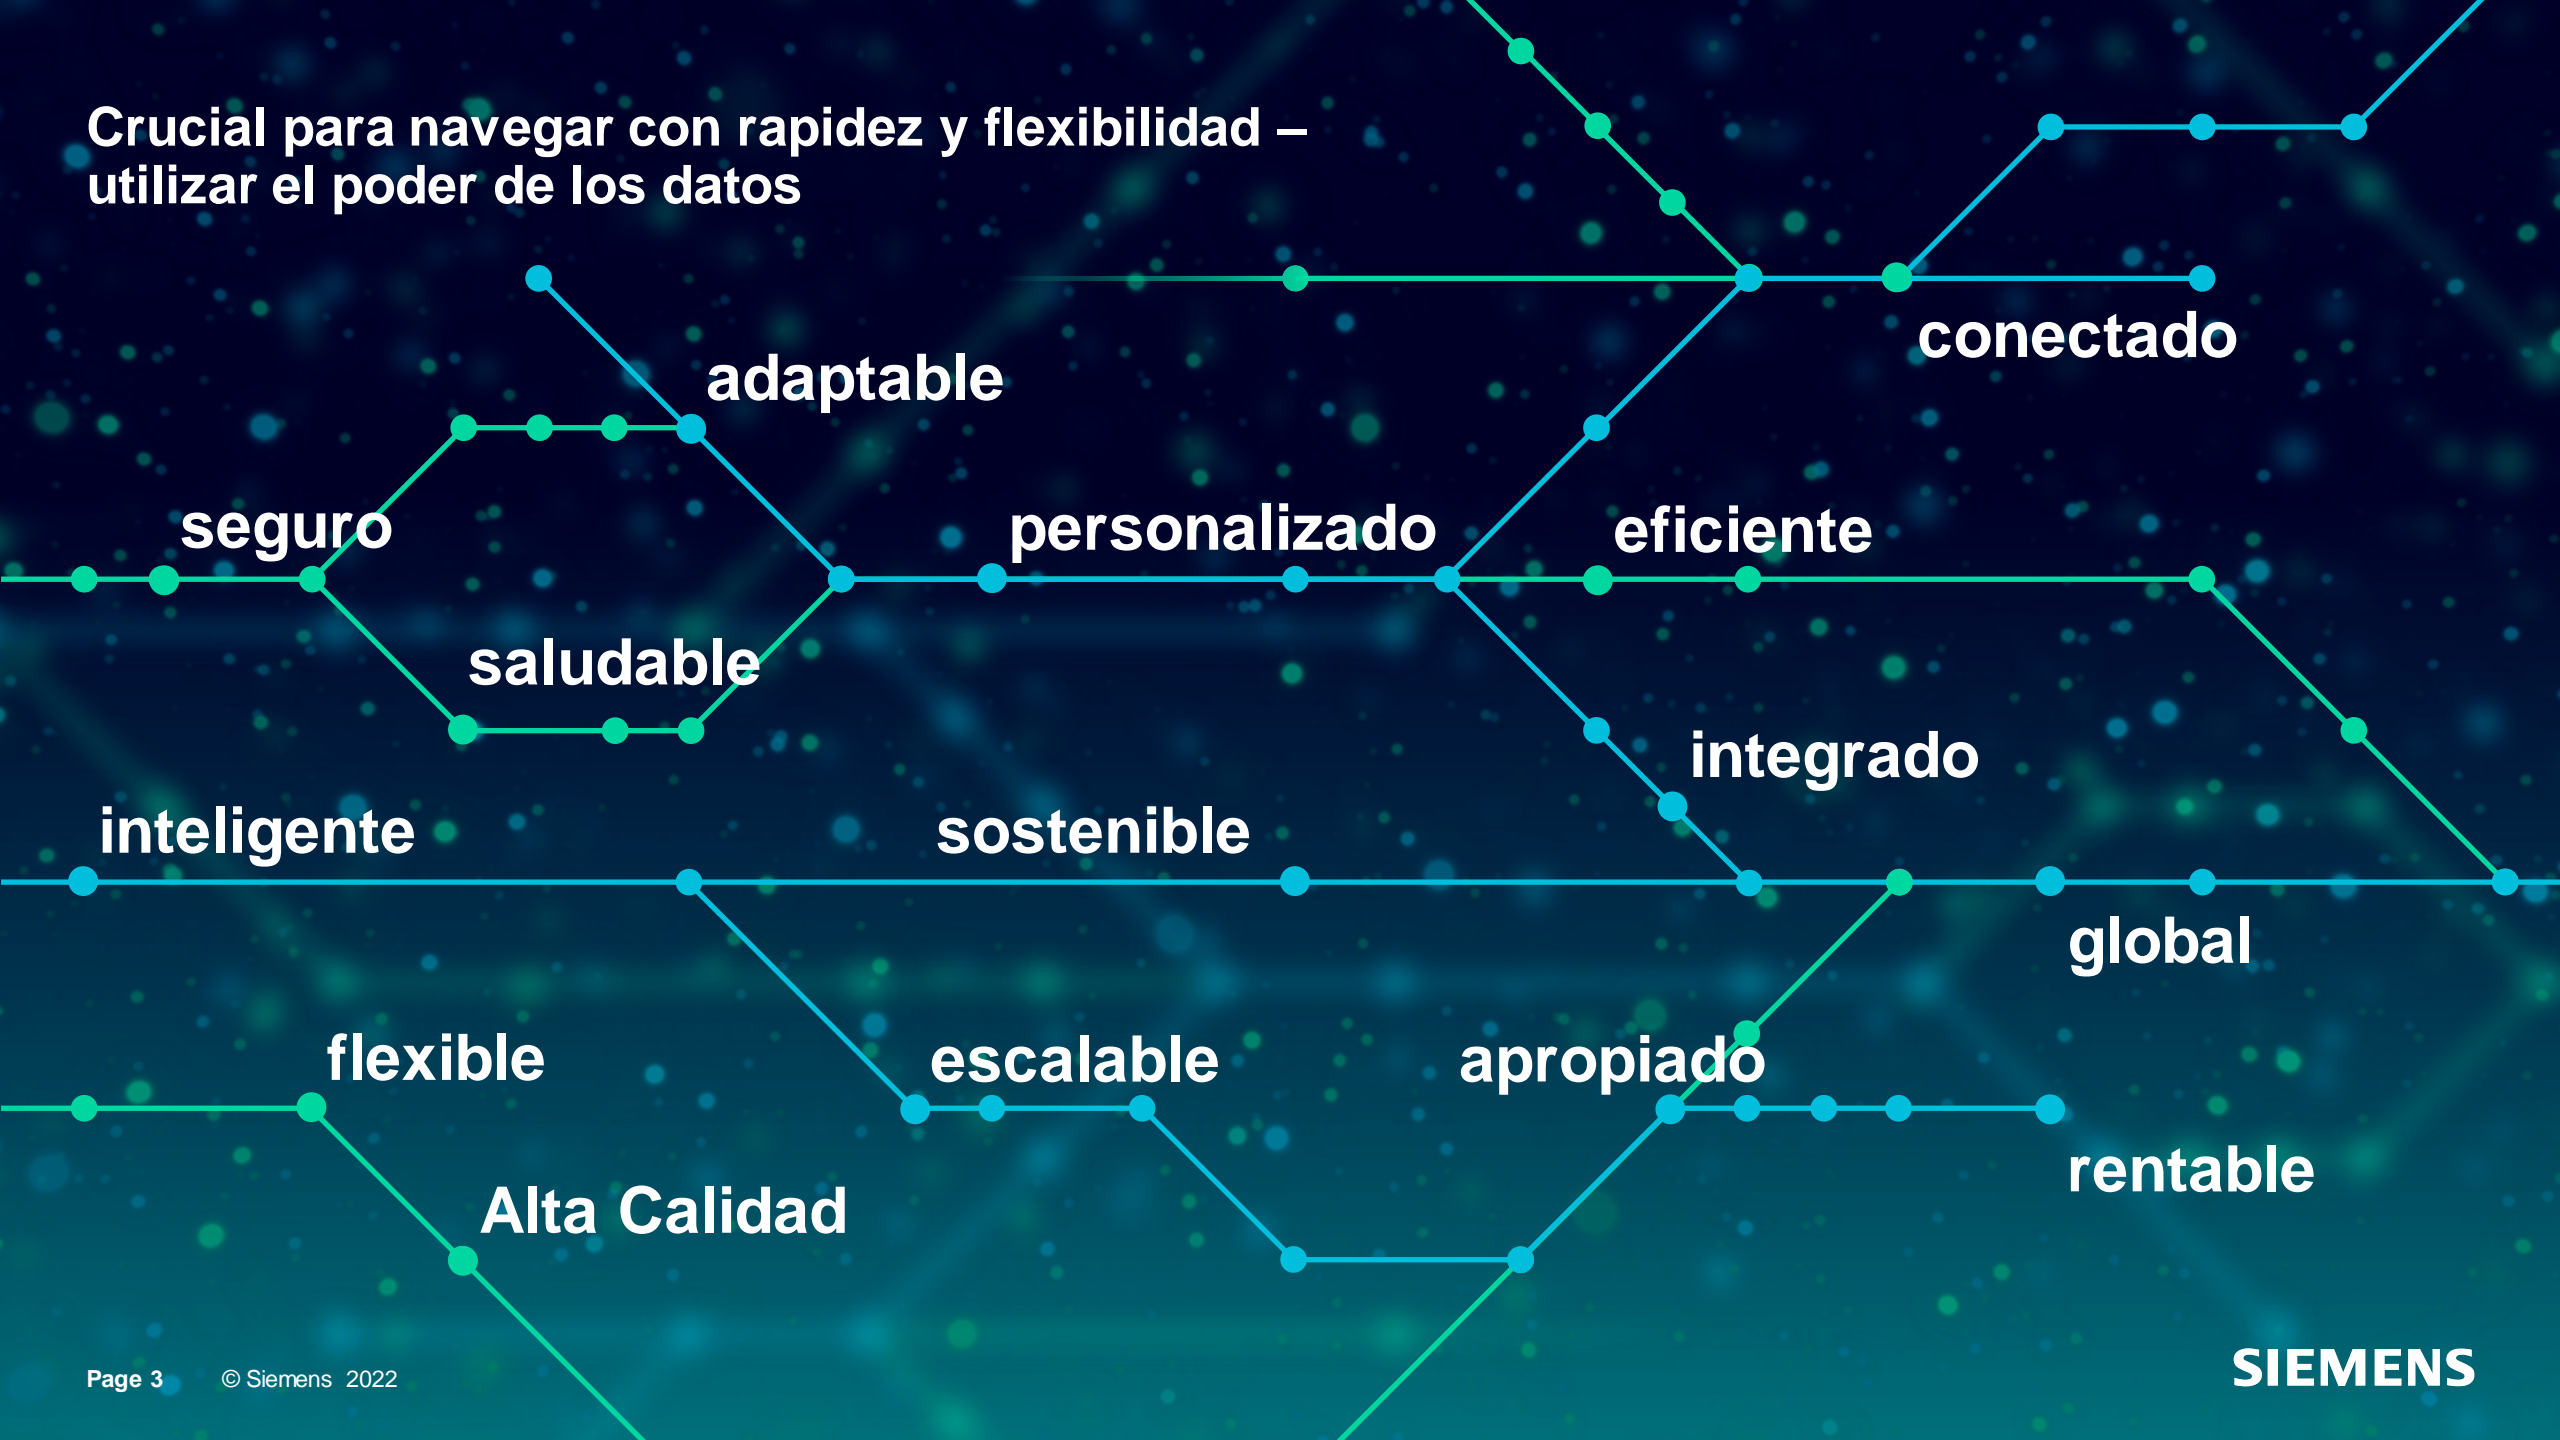 Crucial para navegar con rapidez y flexibilidad –
utilizar el poder de los datos
conectado
adaptable
seguro
personalizado
eficiente
saludable
integrado
inteligente
sostenible
global
flexible
escalable
apropiado
rentable
Alta Calidad
Page 3 © Siemens 2022
SIEMENS